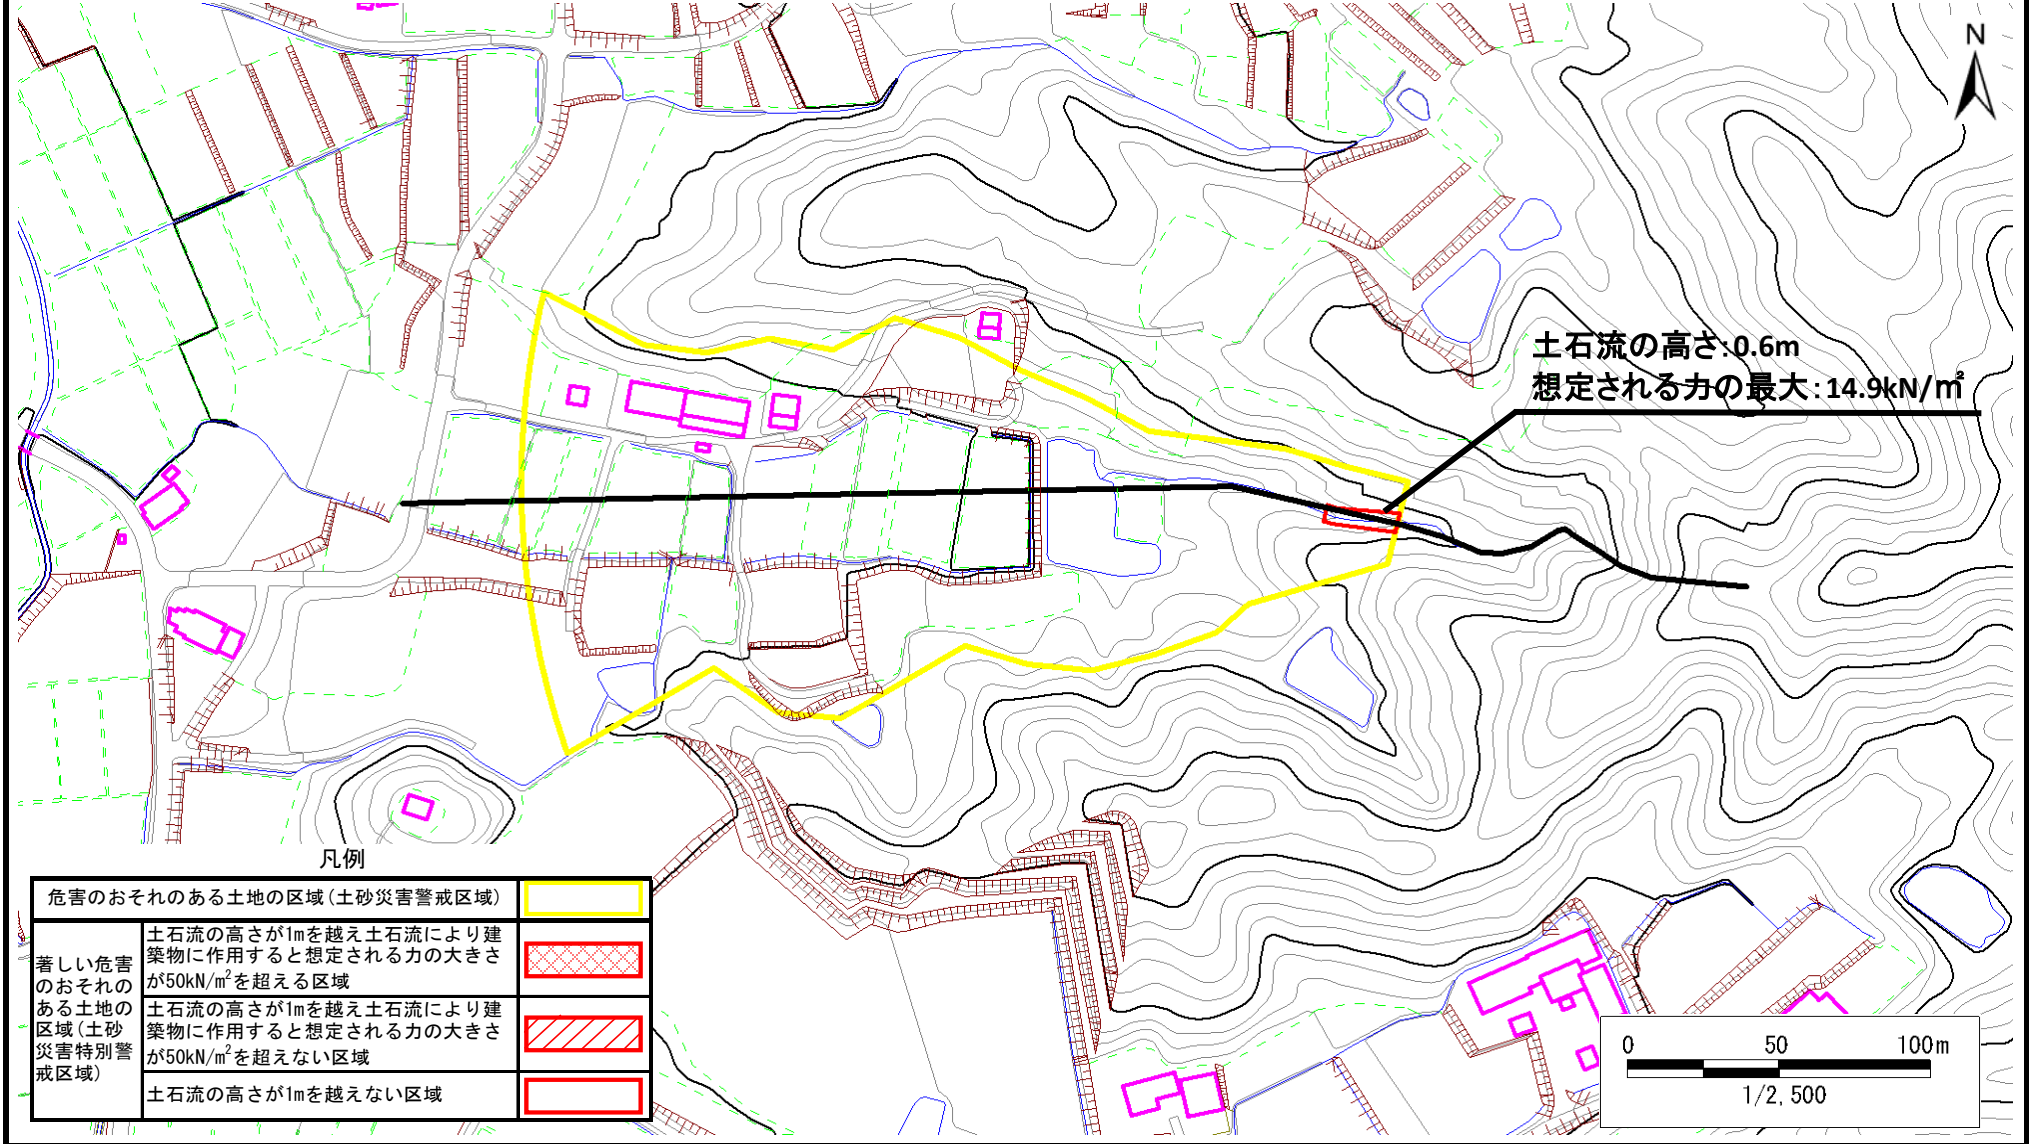 N
土石流の高さ:0.6m
想定される力の最大:14.9kN/㎡
凡例
危害のおそれのある土地の区域(土砂災害警戒区域)
著しい危害
のおそれの
ある土地の
区域(土砂
災害特別警
戒区域)
土石流の高さが1mを越え土石流により建
築物に作用すると想定される力の大きさ
が50kN/m²を超える区域
土石流の高さが1mを越え土石流により建
築物に作用すると想定される力の大きさ
が50kN/m²を超えない区域
土石流の高さが1mを越えない区域
0 50 100m
1/2,500